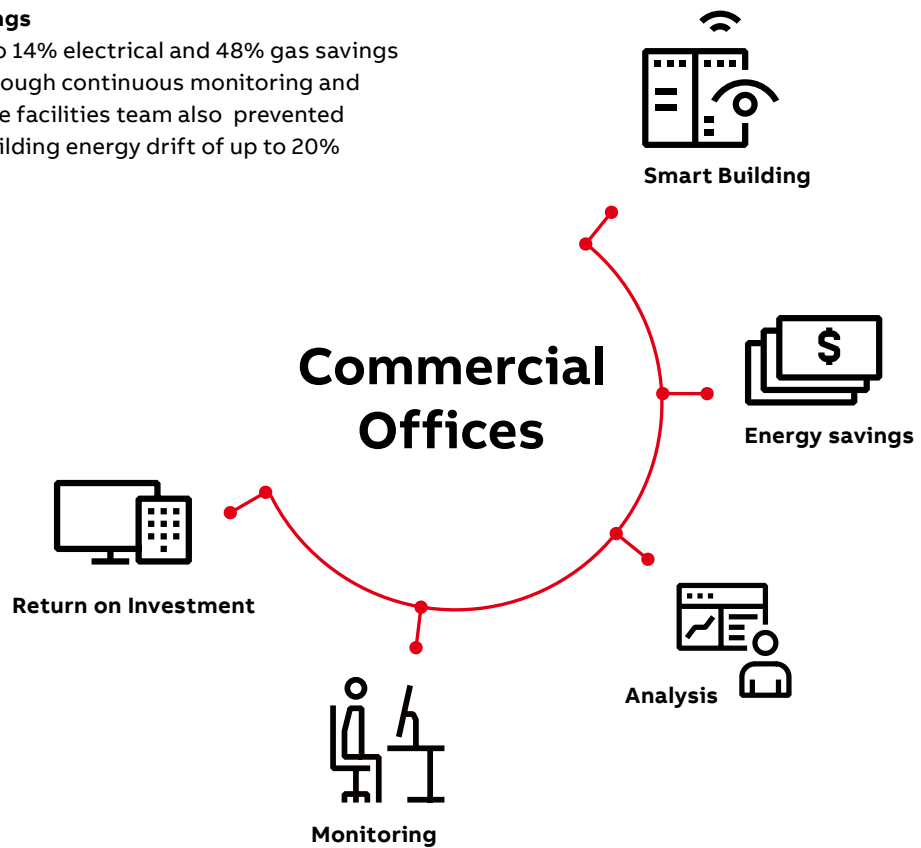 ngs
o 14% electrical and 48% gas savings
ough continuous monitoring and
e facilities team also prevented
ilding energy drift of up to 20%
Smart Building
Commercial
Offices
$
Energy savings
Return on Investment
Analysis
Monitoring